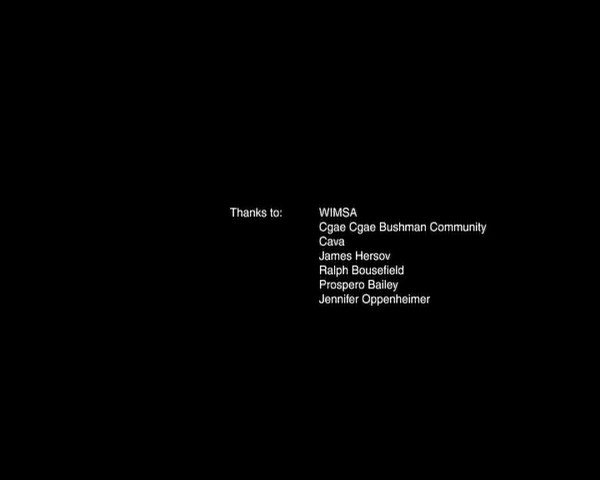 Thanks to: WIMSA
Cgae Cgae Bushman Community
Cava
James Hersov
Ralph Bousefield
Prospero Bailey
Jennifer Oppenheimer